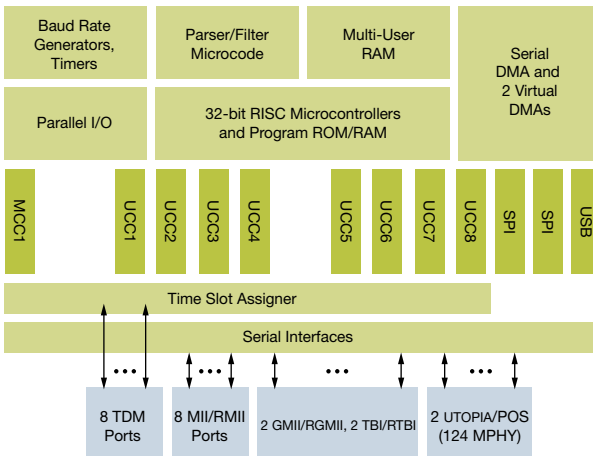 Baud Rate
Generators,
Timers
Parser/Filter
Microcode
Multi-User
RAM
Serial
DMA and
2 Virtual
DMAs
Parallel I/O
32-bit RISC Microcontrollers
and Program ROM/RAM
MCC1
UCC1
UCC2
UCC3
UCC4
UCC5
UCC6
UCC7
UCC8
SPI
SPI
USB
Time Slot Assigner
Serial Interfaces
8 TDM
Ports
8 MII/RMII
Ports
2 GMII/RGMII, 2 TBI/RTBI
2 UTOPIA/POS
(124 MPHY)